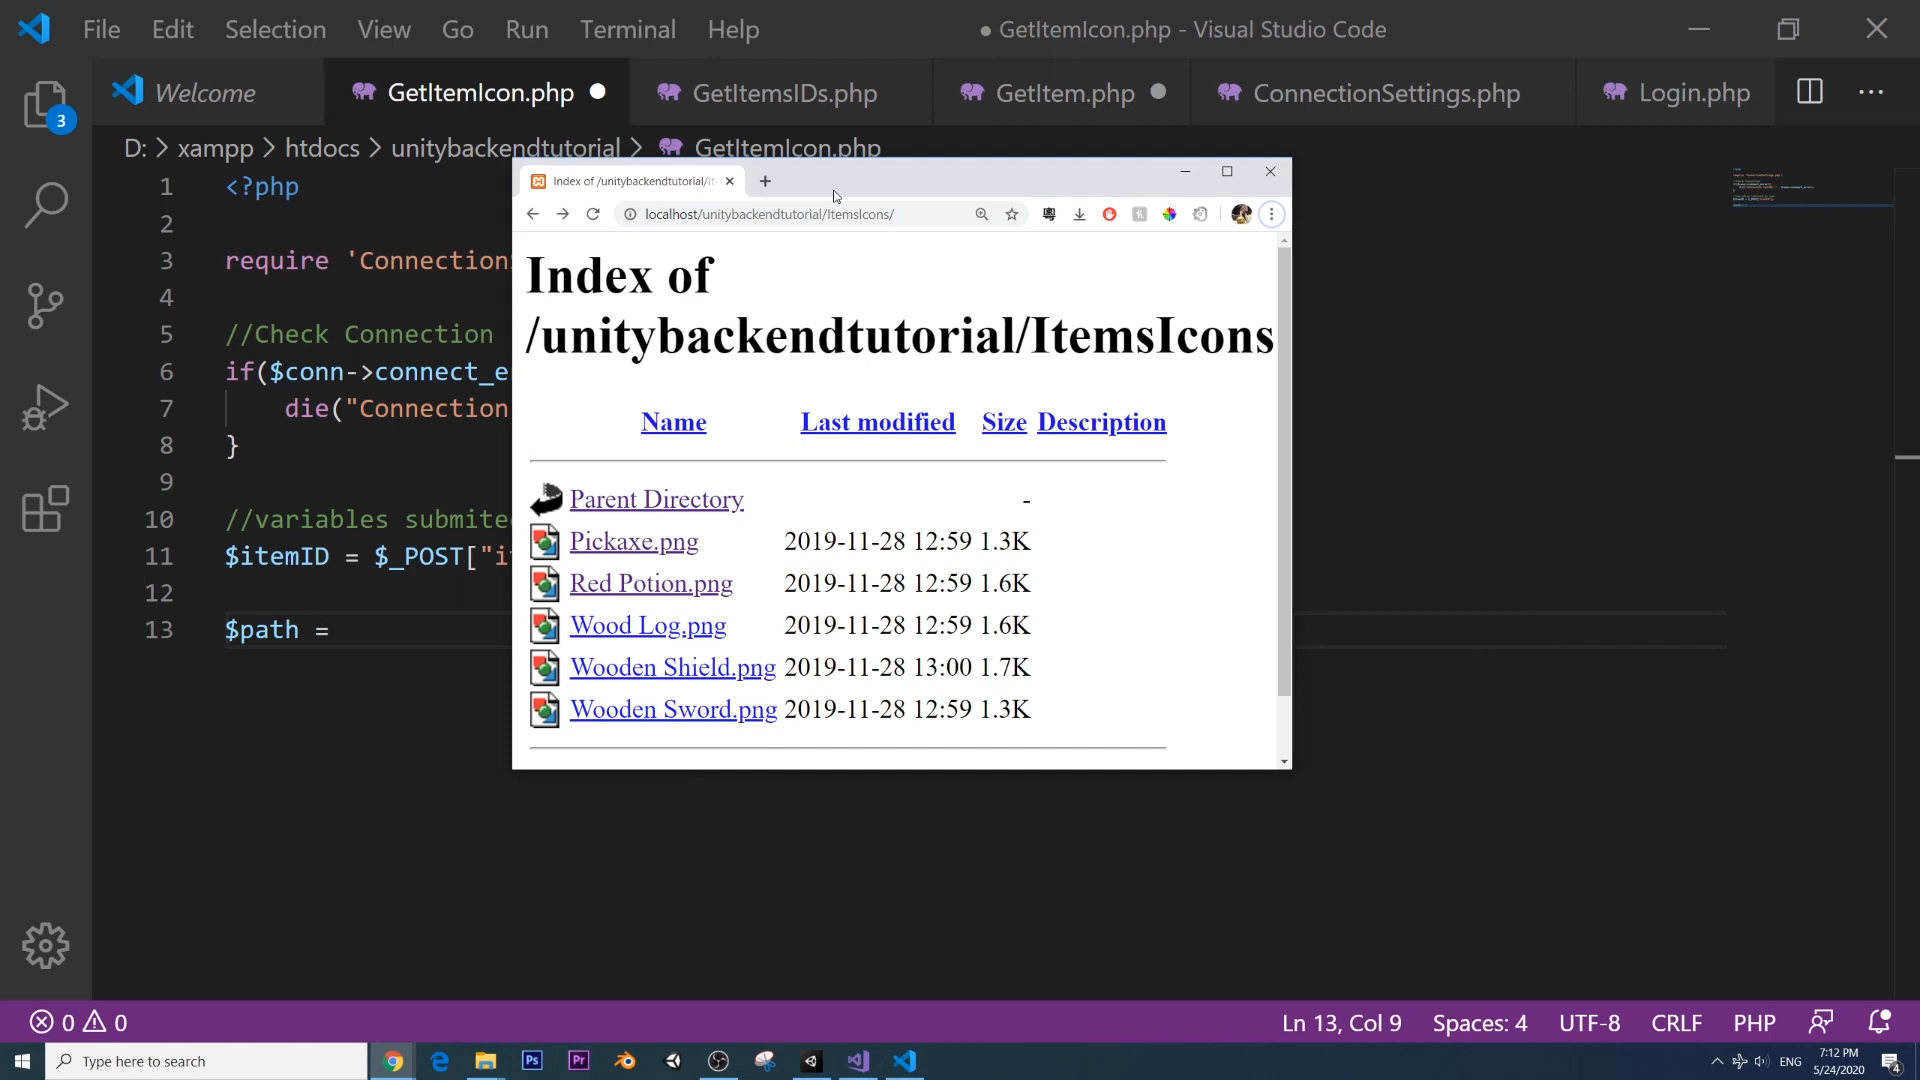 File Edit Selection View Go Run Terminal Help
● GetItemIcon.php - Visual Studio Code
Welcome
GetItemIcon.php
GetItemsIDs.php
GetItem.php
ConnectionSettings.php
Login.php
D: > xampp > htdocs > unitybackendtutorial > GetItemIcon.php
3
1 <?php
2
3 require 'Connection
4
5 //Check Connection
6 if($conn->connect_e
7 die("Connection
8 }
9
10 //variables submite
11 $itemID = $_POST["i
12
13 $path =
Index of /unitybackendtutorial/It
localhost/unitybackendtutorial/ItemsIcons/
Index of
/unitybackendtutorial/ItemsIcons
Name Last modified Size Description
Parent Directory -
Pickaxe.png 2019-11-28 12:59 1.3K
Red Potion.png 2019-11-28 12:59 1.6K
Wood Log.png 2019-11-28 12:59 1.6K
Wooden Shield.png 2019-11-28 13:00 1.7K
Wooden Sword.png 2019-11-28 12:59 1.3K
0 0
Ln 13, Col 9 Spaces: 4 UTF-8 CRLF PHP
Type here to search
Ps
Pr
ENG
7:12 PM
5/24/2020
4